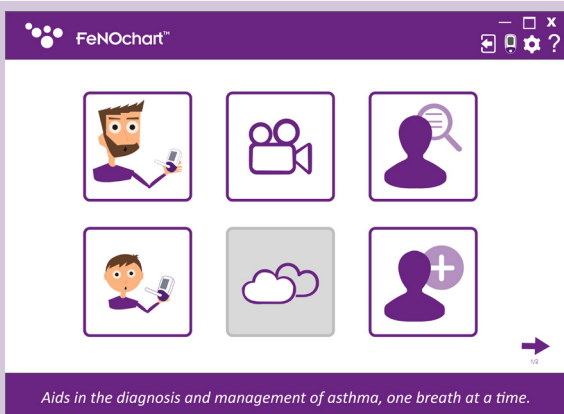 FeNOchart™
1/2
Aids in the diagnosis and management of asthma, one breath at a time.